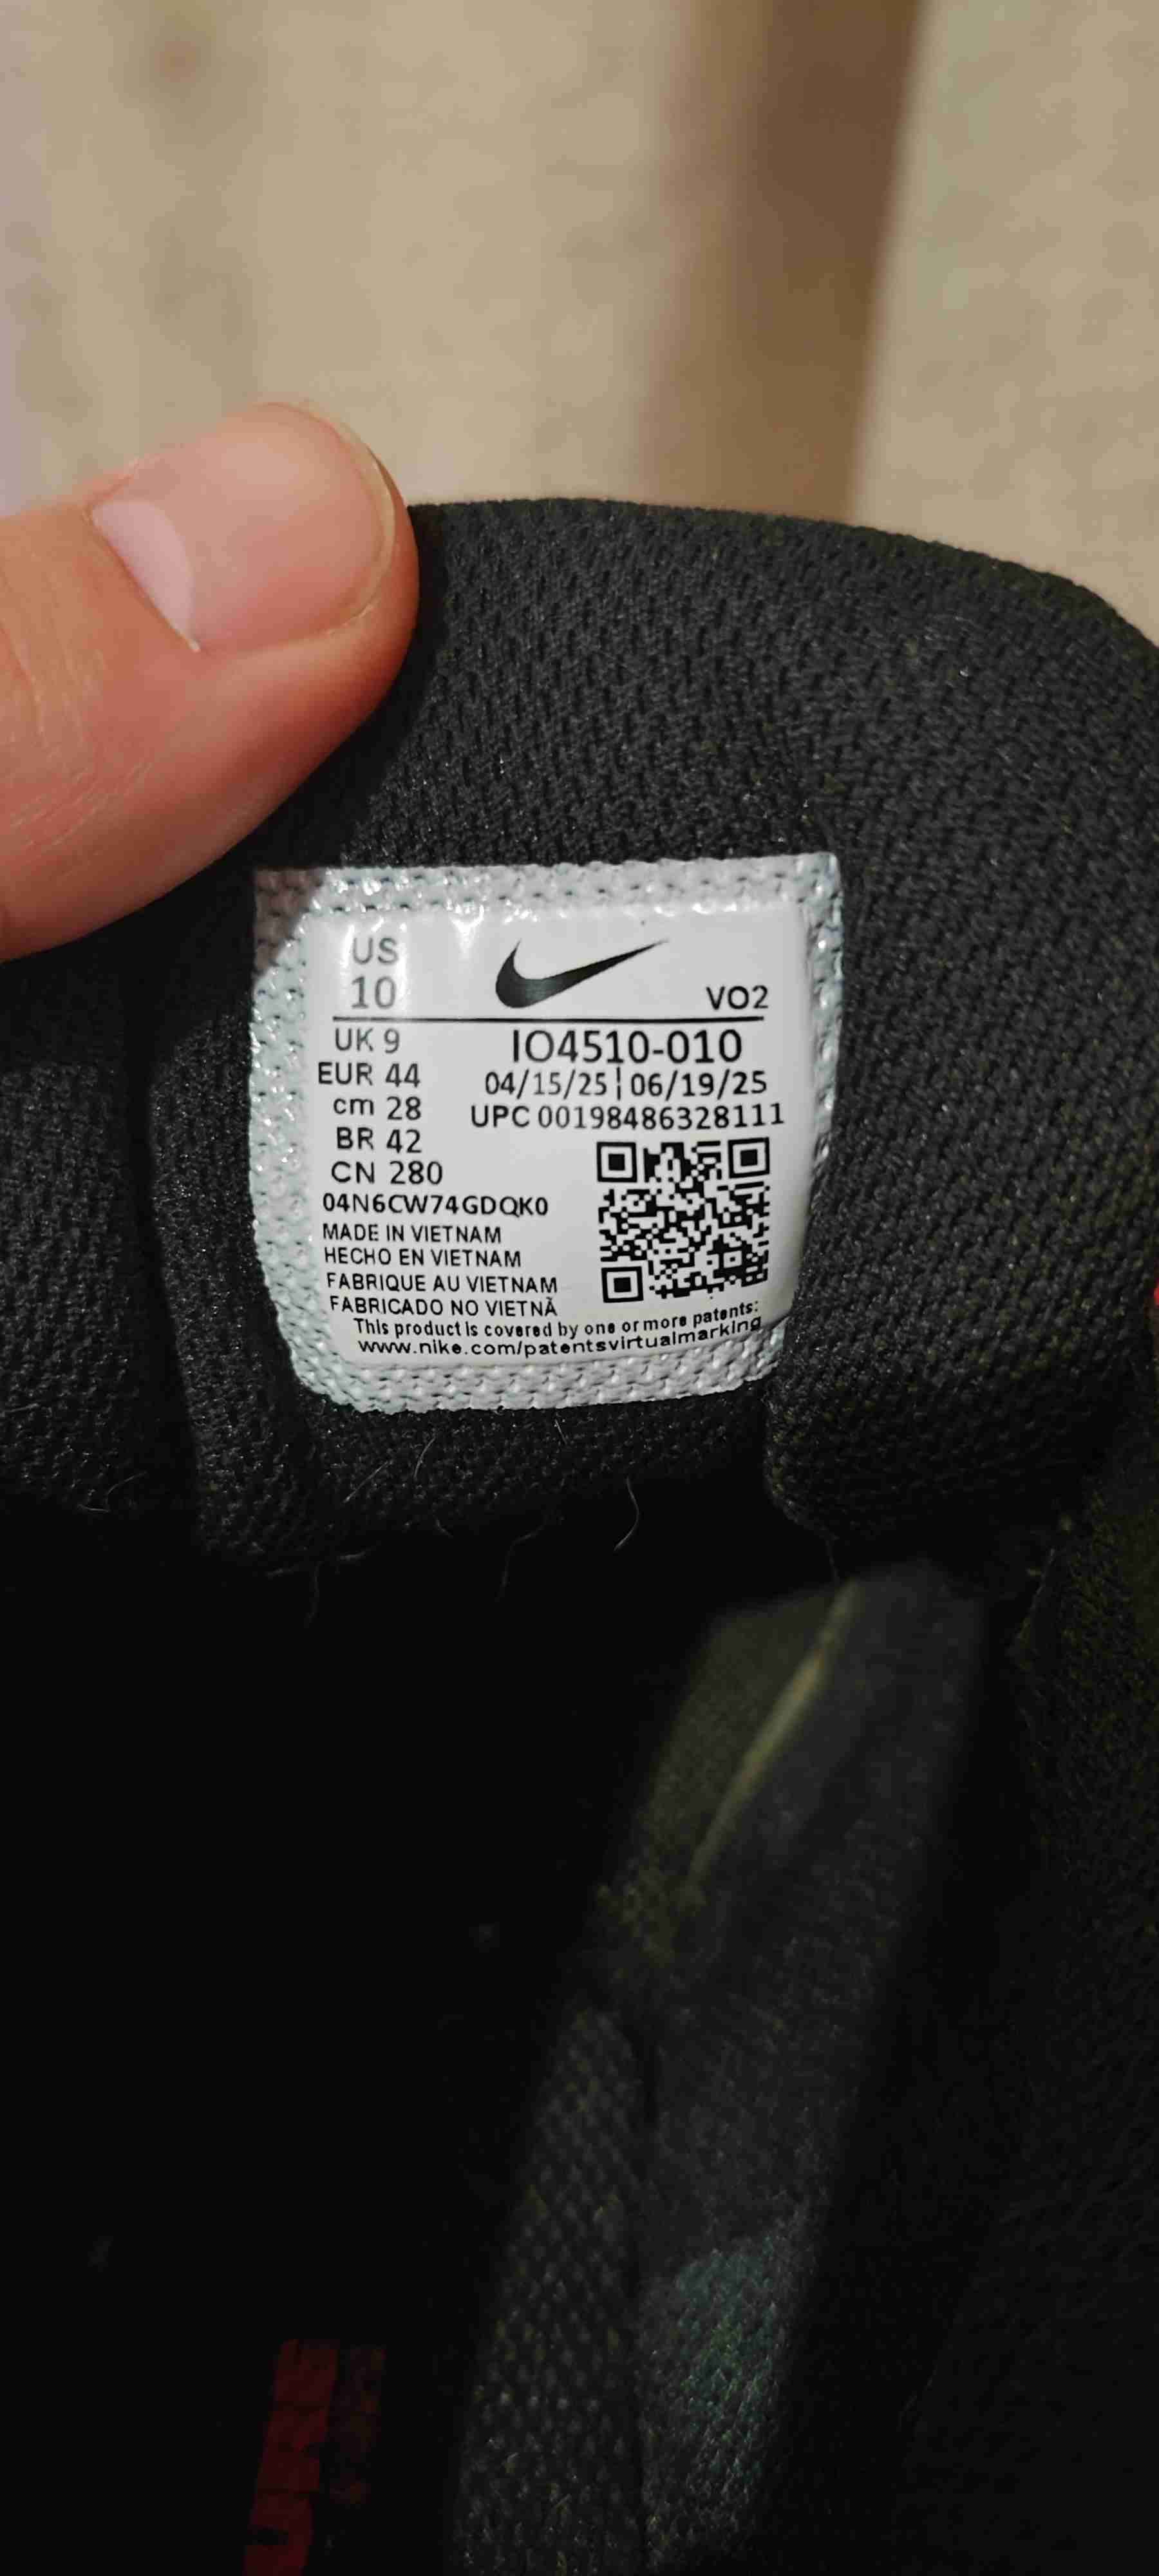 US
10
VO2
UK 9
IO4510-010
EUR 44
04/15/25 | 06/19/25
cm 28
UPC 00198486328111
BR 42
CN 280
04N6CW74GDQK0
MADE IN VIETNAM
HECHO EN VIETNAM
FABRIQUE AU VIETNAM
FABRICADO NO VIETNÃ
This product is covered by one or more patents:
www.nike.com/patentsvirtualmarking